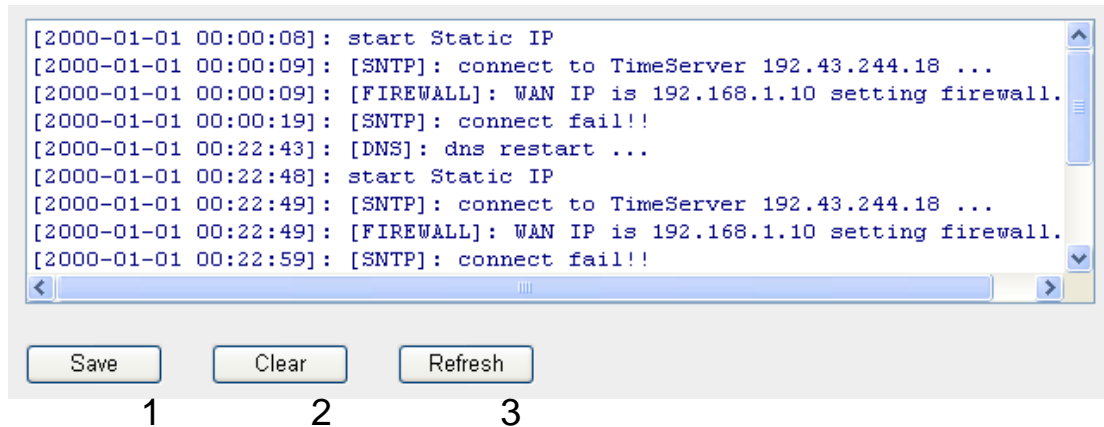 [2000-01-01 00:00:08]: start Static IP
[2000-01-01 00:00:09]: [SNTP]: connect to TimeServer 192.43.244.18 ...
[2000-01-01 00:00:09]: [FIREWALL]: WAN IP is 192.168.1.10 setting firewall.
[2000-01-01 00:00:19]: [SNTP]: connect fail!!
[2000-01-01 00:22:43]: [DNS]: dns restart ...
[2000-01-01 00:22:48]: start Static IP
[2000-01-01 00:22:49]: [SNTP]: connect to TimeServer 192.43.244.18 ...
[2000-01-01 00:22:49]: [FIREWALL]: WAN IP is 192.168.1.10 setting firewall.
[2000-01-01 00:22:59]: [SNTP]: connect fail!!
Save Clear Refresh
1 2 3